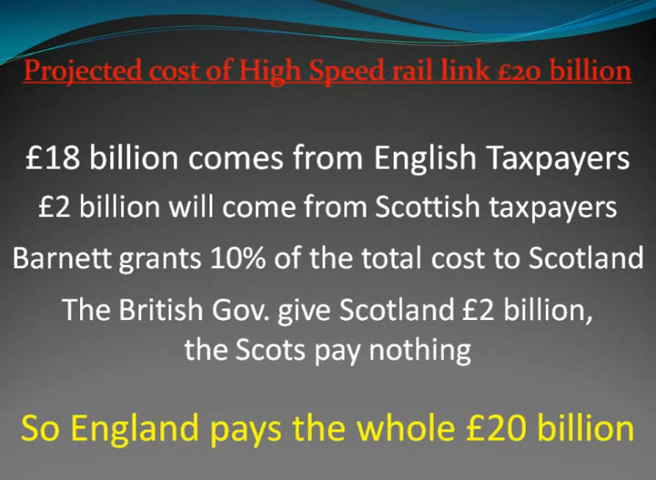 Projected cost of High Speed rail link £20 billion
£18 billion comes from English Taxpayers
£2 billion will come from Scottish taxpayers
Barnett grants 10% of the total cost to Scotland
The British Gov. give Scotland £2 billion,
the Scots pay nothing
So England pays the whole £20 billion